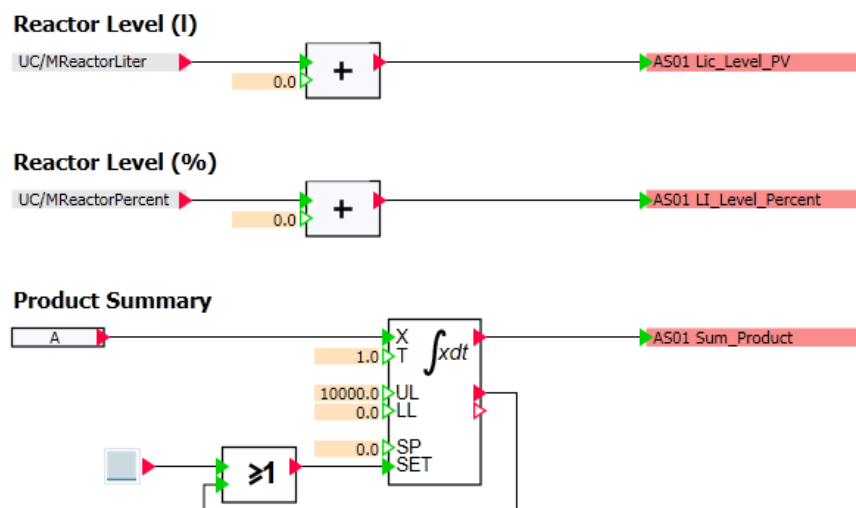 Reactor Level (l)
UC/MReactorLiter
0.0
+
AS01 Lic_Level_PV
Reactor Level (%)
UC/MReactorPercent
0.0
+
AS01 LI_Level_Percent
Product Summary
A
X
∫xdt
AS01 Sum_Product
1.0 T
10000.0 UL
0.0 LL
0.0 SP
SET
≥1